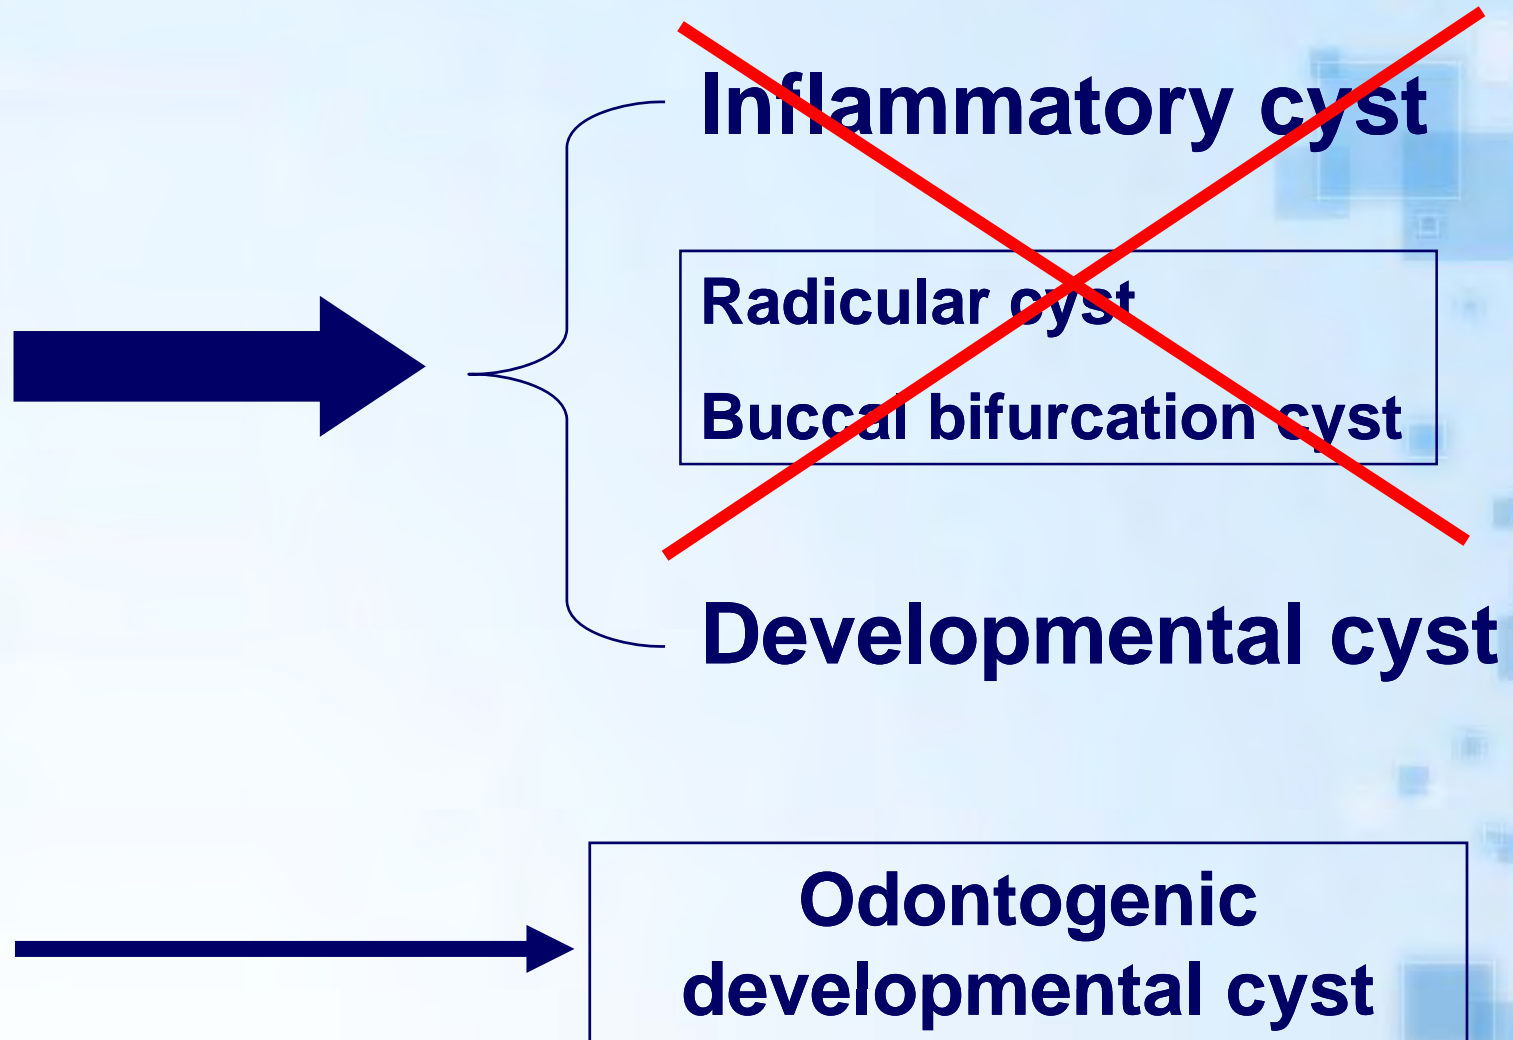 Inflammatory cyst
Radicular cyst
Buccal bifurcation cyst
Developmental cyst
Odontogenic
developmental cyst